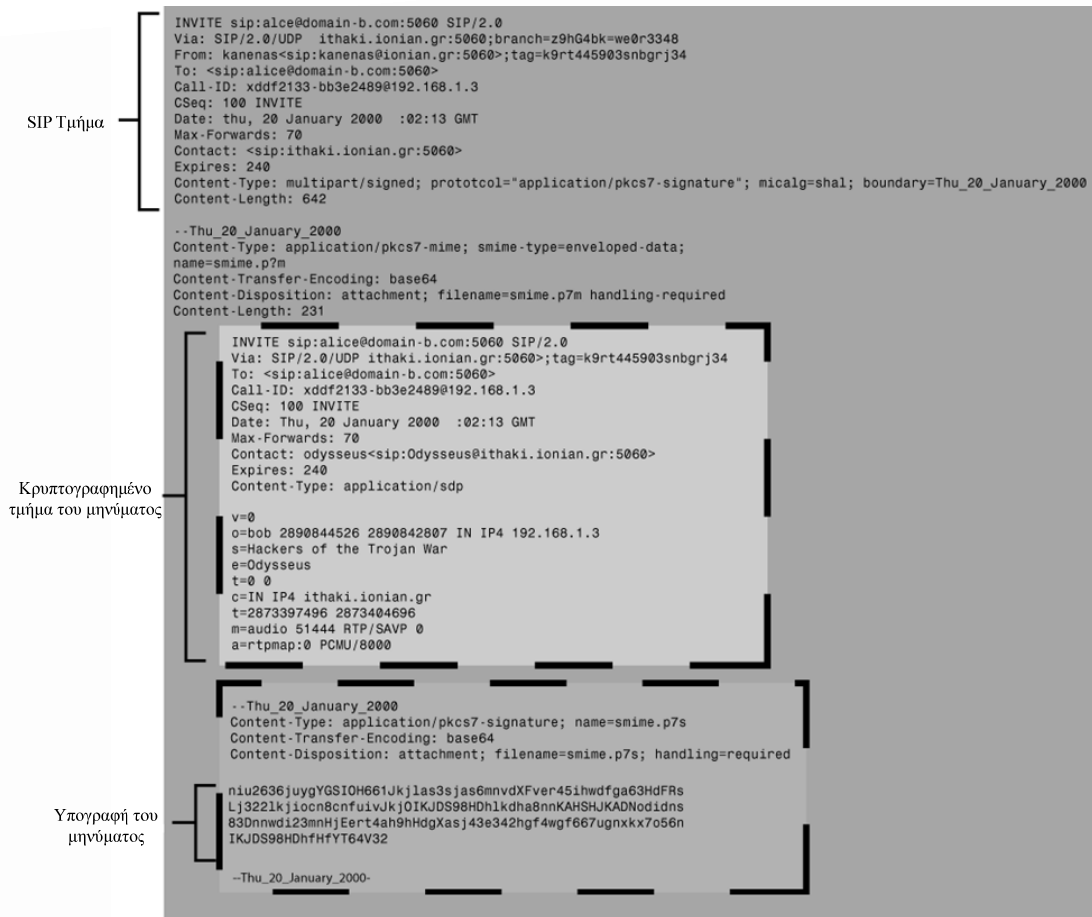 INVITE sip:alce@domain-b.com:5060 SIP/2.0
Via: SIP/2.0/UDP ithaki.ionian.gr:5060;branch=z9hG4bk=we0r3348
From: kanenas<sip:kanenas@ionian.gr:5060>;tag=k9rt445903snbgrj34
To: <sip:alice@domain-b.com:5060>
Call-ID: xddf2133-bb3e2489@192.168.1.3
CSeq: 100 INVITE
Date: thu, 20 January 2000 :02:13 GMT
Max-Forwards: 70
Contact: <sip:ithaki.ionian.gr:5060>
Expires: 240
Content-Type: multipart/signed; prototcol="application/pkcs7-signature"; micalg=shal; boundary=Thu_20_January_2000
Content-Length: 642
SIP Τμήμα
--Thu_20_January_2000
Content-Type: application/pkcs7-mime; smime-type=enveloped-data;
name=smime.p?m
Content-Transfer-Encoding: base64
Content-Disposition: attachment; filename=smime.p7m handling-required
Content-Length: 231
INVITE sip:alice@domain-b.com:5060 SIP/2.0
Via: SIP/2.0/UDP ithaki.ionian.gr:5060>;tag=k9rt445903snbgrj34
To: <sip:alice@domain-b.com:5060>
Call-ID: xddf2133-bb3e2489@192.168.1.3
CSeq: 100 INVITE
Date: Thu, 20 January 2000 :02:13 GMT
Max-Forwards: 70
Contact: odysseus<sip:Odysseus@ithaki.ionian.gr:5060>
Expires: 240
Content-Type: application/sdp
Κρυπτογραφημένο
τμήμα του μηνύματος
v=0
o=bob 2890844526 2890842807 IN IP4 192.168.1.3
s=Hackers of the Trojan War
e=Odysseus
t=0 0
c=IN IP4 ithaki.ionian.gr
t=2873397496 2873404696
m=audio 51444 RTP/SAVP 0
a=rtpmap:0 PCMU/8000
--Thu_20_January_2000
Content-Type: application/pkcs7-signature; name=smime.p7s
Content-Transfer-Encoding: base64
Content-Disposition: attachment; filename=smime.p7s; handling=required
Υπογραφή του
μηνύματος
niu2636juygYGSIOH661Jkjlas3sjas6mnvdXFver45ihwdfga63HdFRs
Lj322lkjiocn8cnfuivJkjOIKJDS98HDhlkdha8nnKAHSHJKADNodidns
83Dnnwdi23mnHjEert4ah9hHdgXasj43e342hgf4wgf667ugnxkx7o56n
IKJDS98HDhfHfYT64V32
--Thu_20_January_2000-